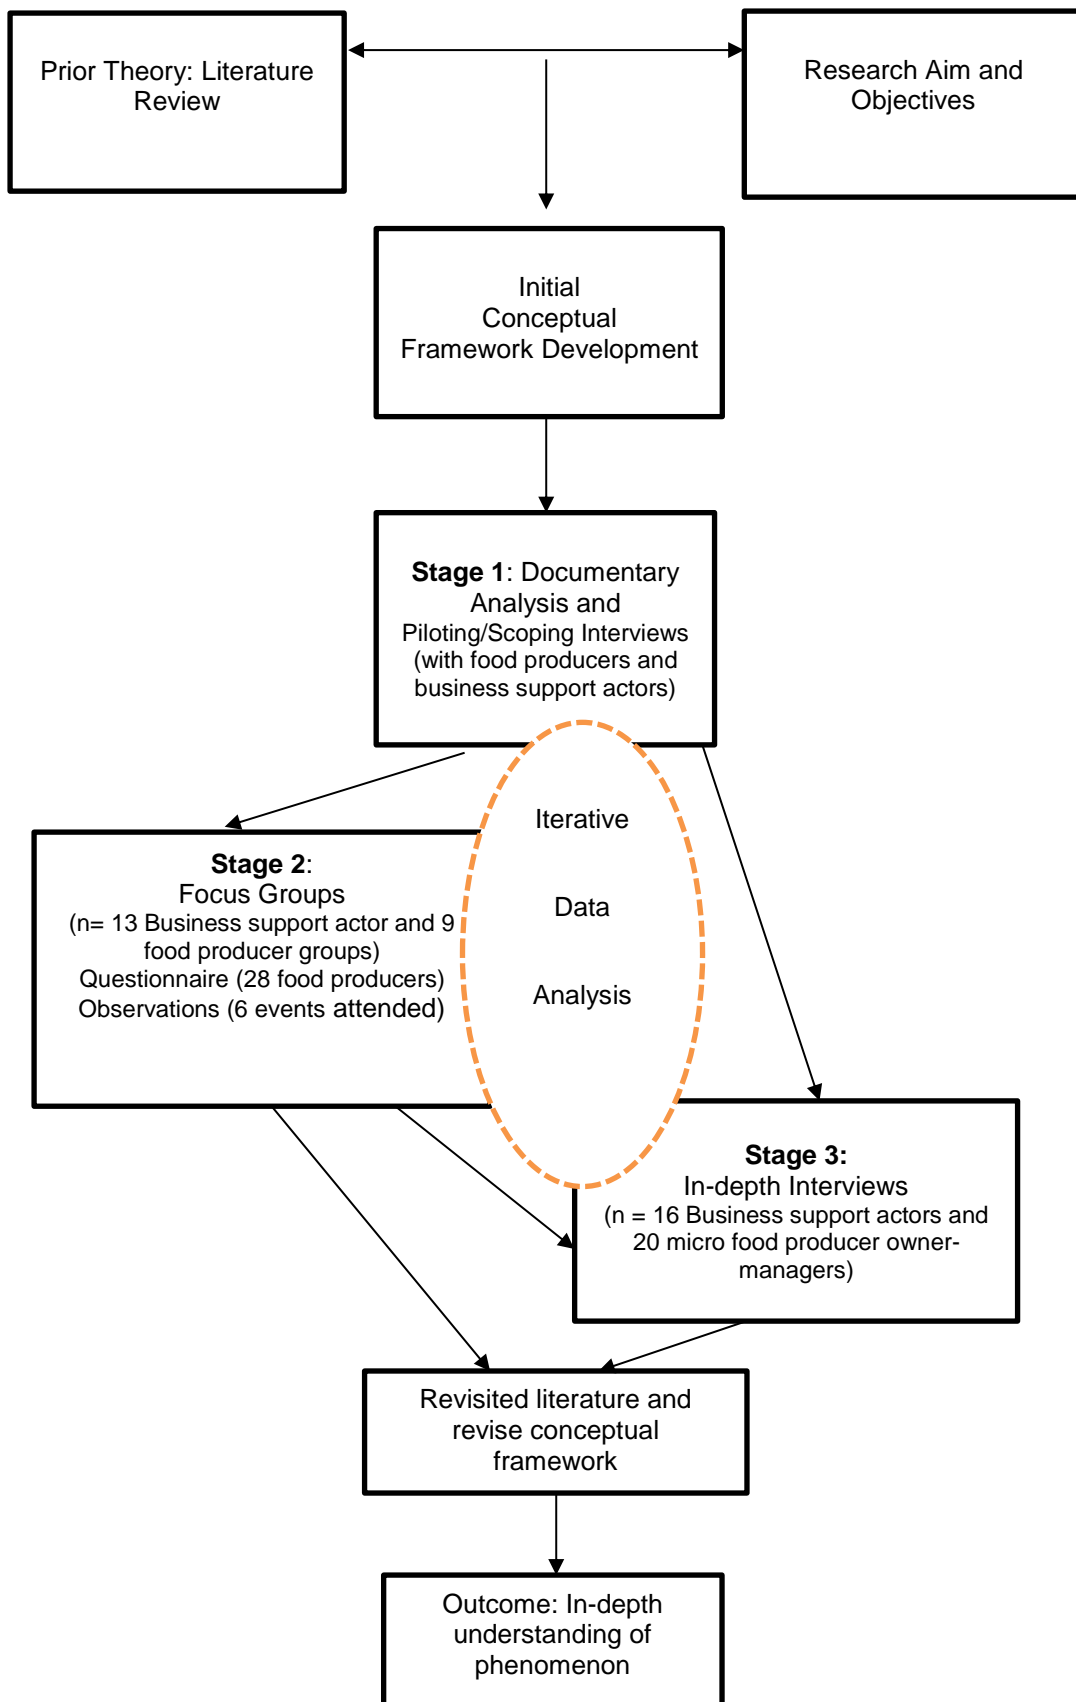 Prior Theory: Literature
Review
Research Aim and
Objectives
Initial
Conceptual
Framework Development
Stage 1: Documentary
Analysis and
Piloting/Scoping Interviews
(with food producers and
business support actors)
Iterative
Data
Analysis
Stage 2:
Focus Groups
(n= 13 Business support actor and 9
food producer groups)
Questionnaire (28 food producers)
Observations (6 events attended)
Stage 3:
In-depth Interviews
(n = 16 Business support actors and
20 micro food producer owner-
managers)
Revisited literature and
revise conceptual
framework
Outcome: In-depth
understanding of
phenomenon